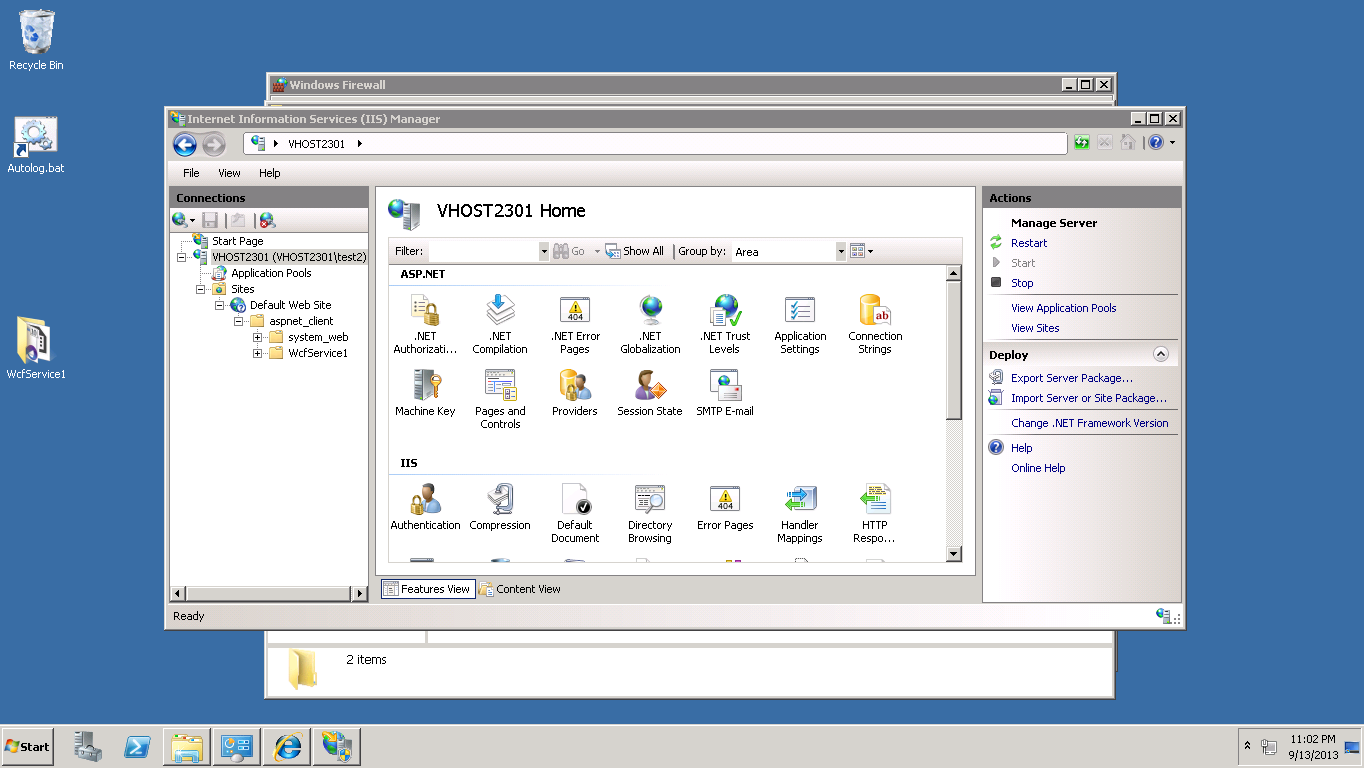 Recycle Bin
Autolog.bat
WcfService1
Windows Firewall
Internet Information Services (IIS) Manager
VHOST2301
File View Help
Connections
Start Page
VHOST2301 (VHOST2301\test2)
Application Pools
Sites
Default Web Site
aspnet_client
system_web
WcfService1
VHOST2301 Home
Filter: Go Show All Group by: Area
ASP.NET
.NET Authorizati...
.NET Compilation
.NET Error Pages
.NET Globalization
.NET Trust Levels
Application Settings
Connection Strings
Machine Key
Pages and Controls
Providers
Session State
SMTP E-mail
IIS
Authentication
Compression
Default Document
Directory Browsing
Error Pages
Handler Mappings
HTTP Respo...
Features View Content View
Actions
Manage Server
Restart
Start
Stop
View Application Pools
View Sites
Deploy
Export Server Package...
Import Server or Site Package...
Change .NET Framework Version
Help
Online Help
Ready
2 items
Start
11:02 PM
9/13/2013